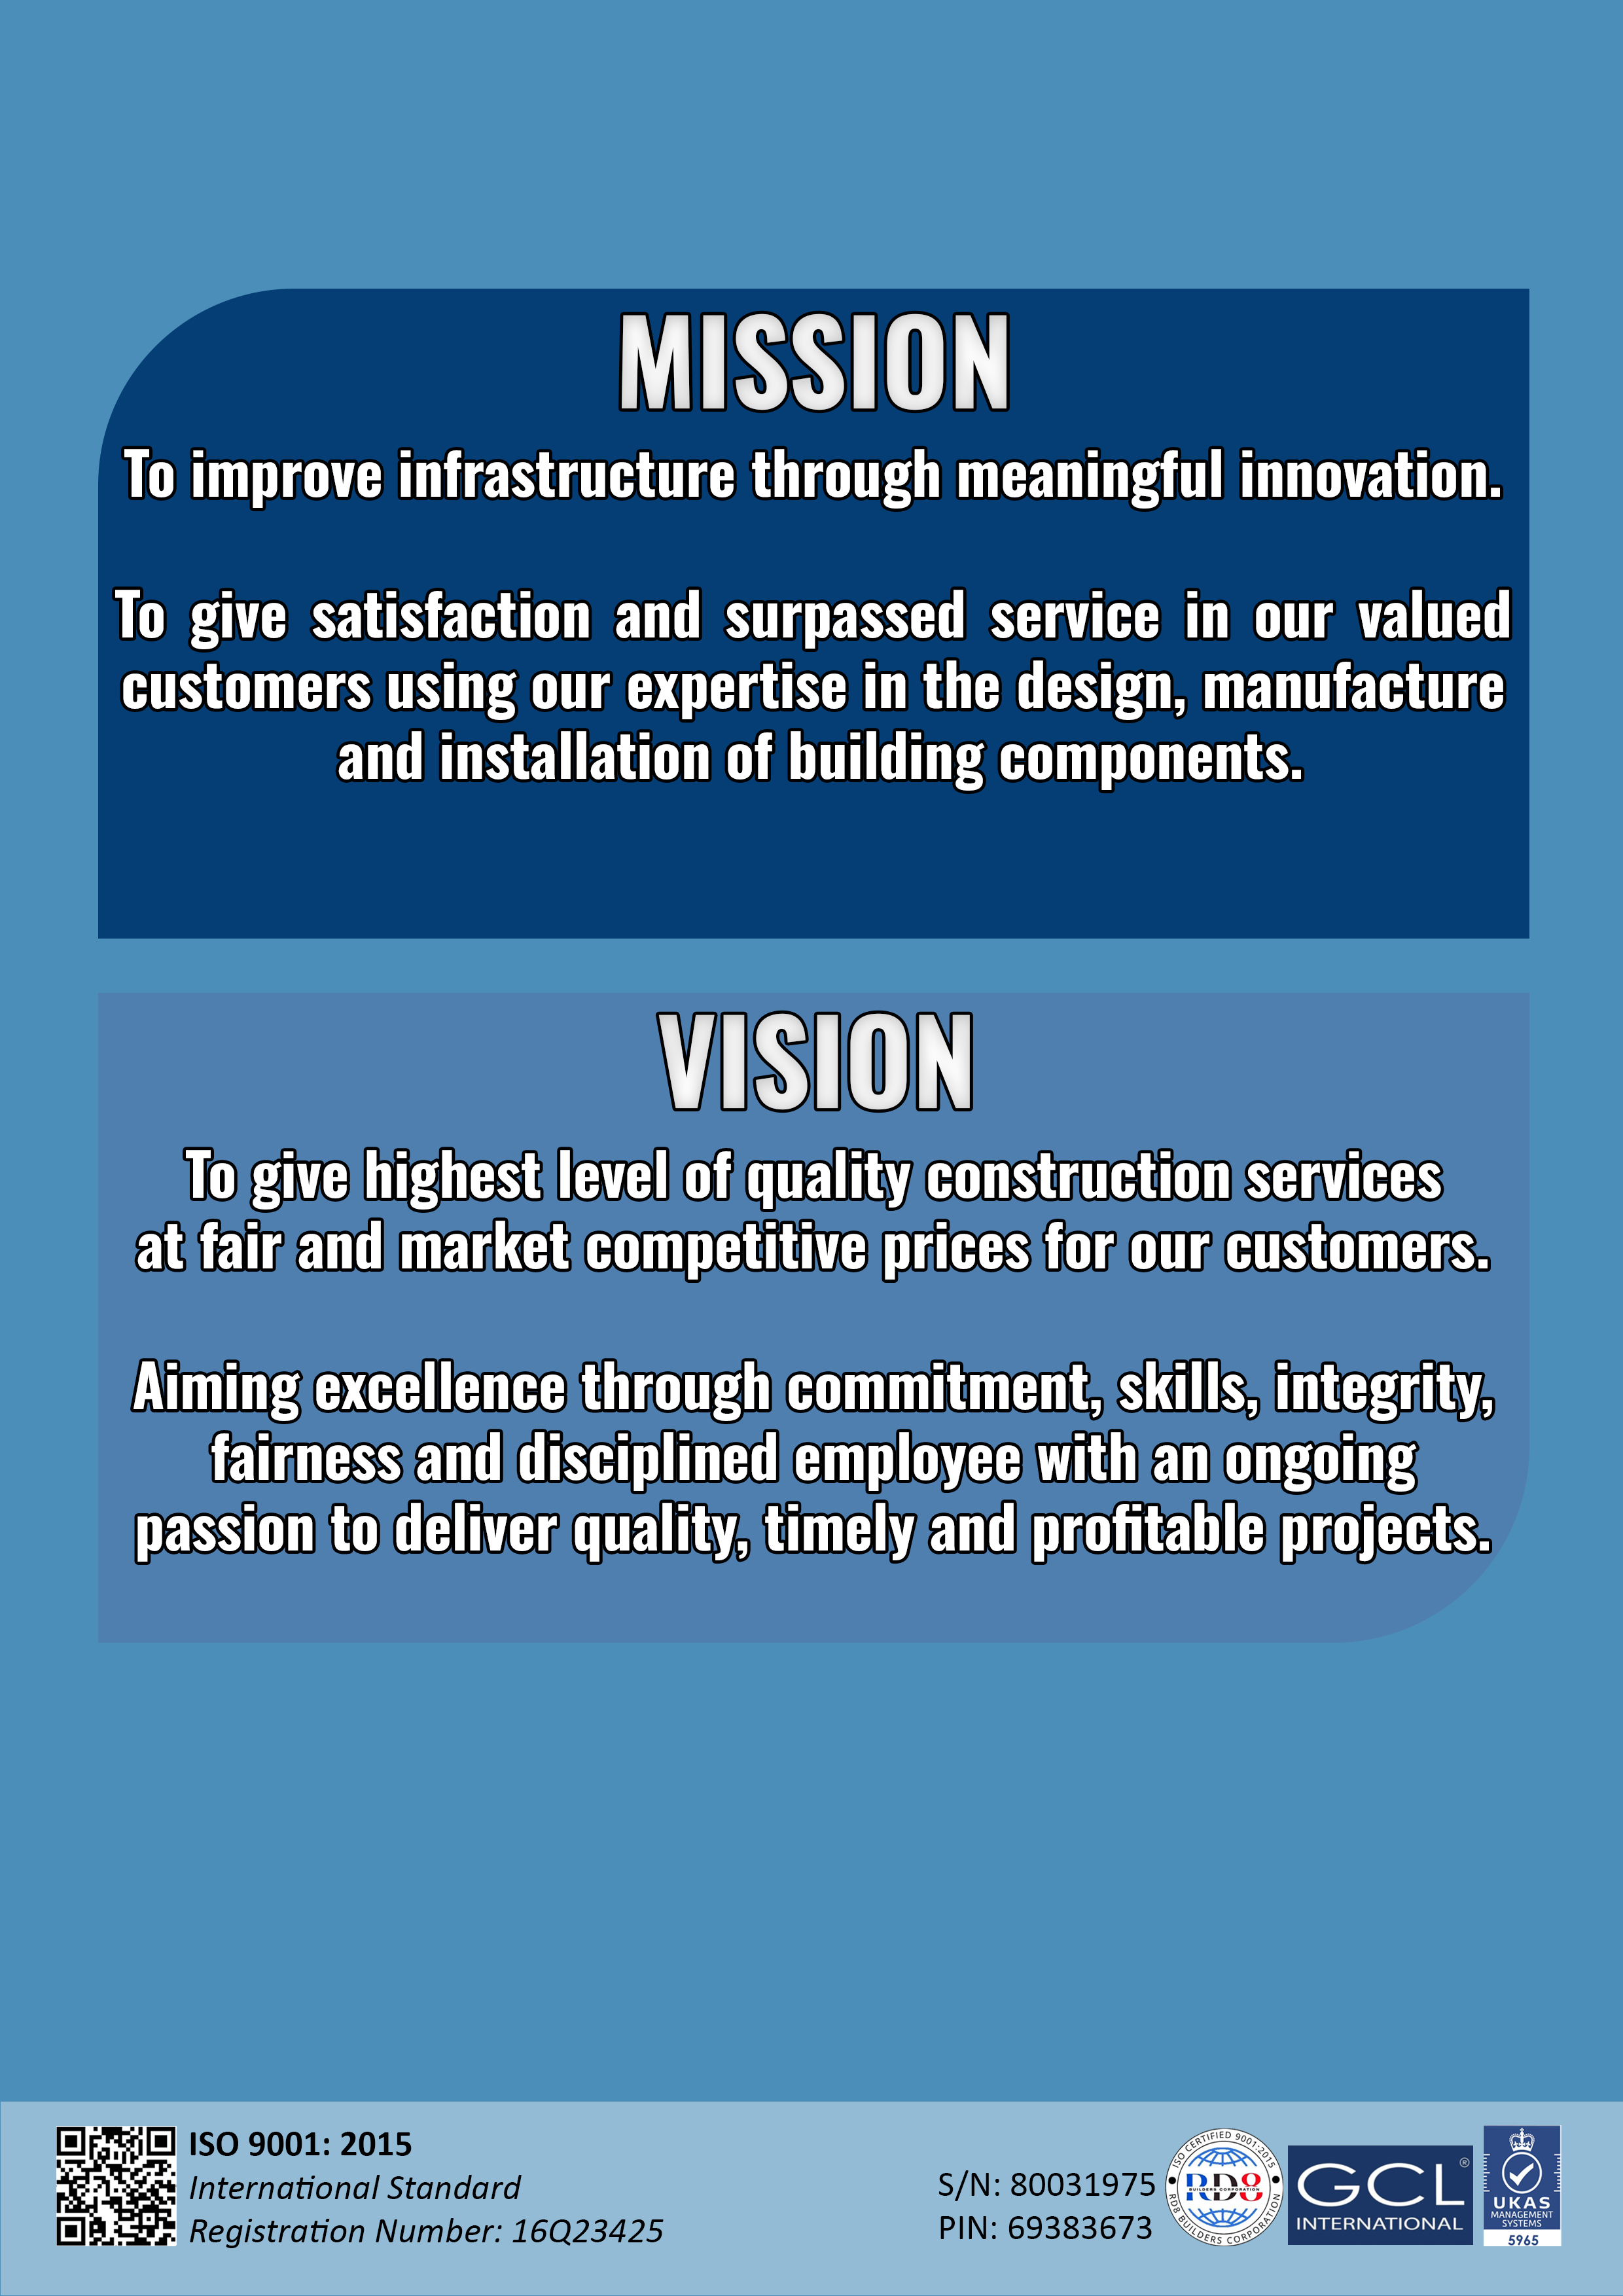 MISSION
To improve infrastructure through meaningful innovation.
To give satisfaction and surpassed service in our valued
customers using our expertise in the design, manufacture
and installation of building components.
VISION
To give highest level of quality construction services
at fair and market competitive prices for our customers.
Aiming excellence through commitment, skills, integrity,
fairness and disciplined employee with an ongoing
passion to deliver quality, timely and profitable projects.
ISO 9001: 2015
International Standard
Registration Number: 16Q23425
S/N: 80031975
PIN: 69383673
ISO CERTIFIED 9001:2015
RD8
BUILDERS CORPORATION
RD8 BUILDERS CORPORATION
GCL®
INTERNATIONAL
UKAS
MANAGEMENT
SYSTEMS
5965